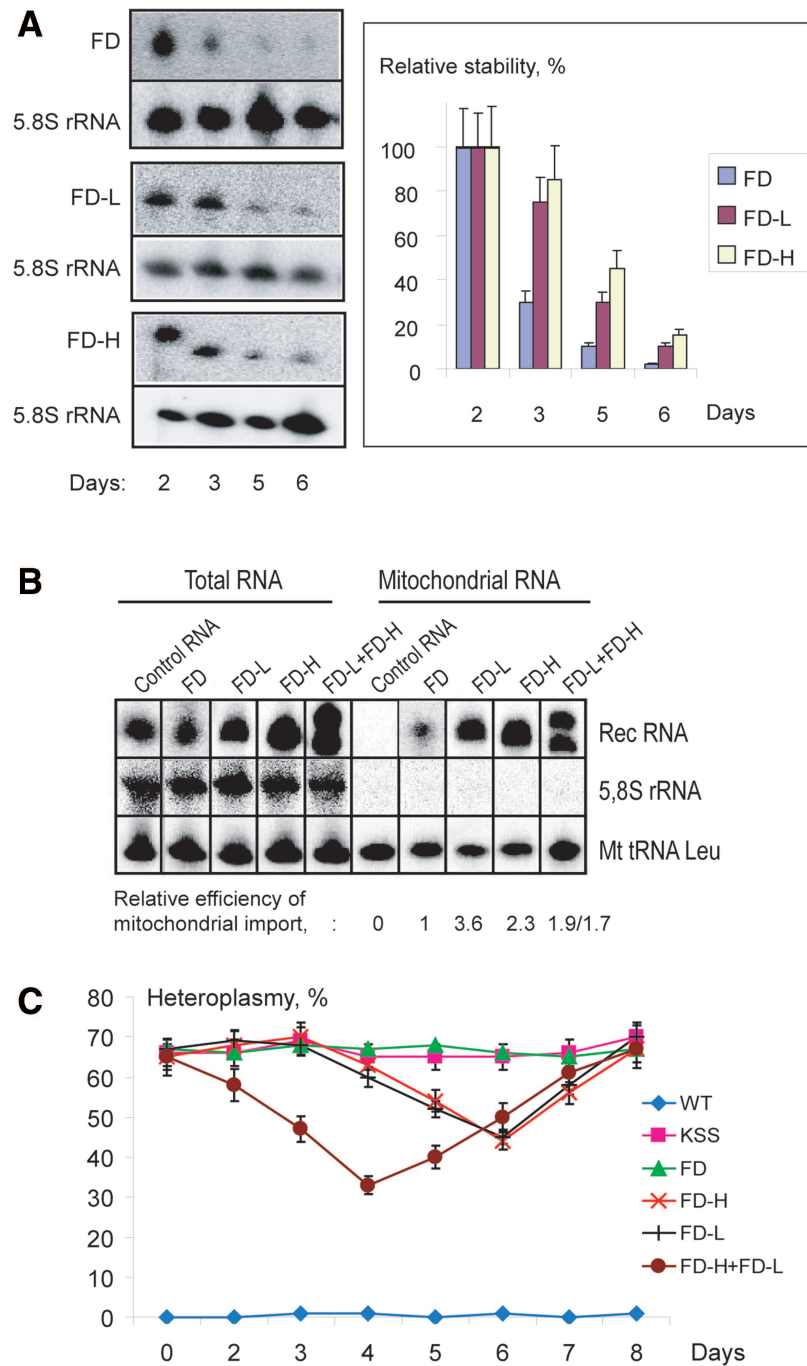 A
FD
5.8S rRNA
FD-L
5.8S rRNA
FD-H
5.8S rRNA
Days: 2 3 5 6
Relative stability, %
100
80
60
40
20
0
2 3 5 6 Days
FD
FD-L
FD-H
B
Total RNA Mitochondrial RNA
Control RNA FD FD-L FD-H FD-L+FD-H Control RNA FD FD-L FD-H FD-L+FD-H
Rec RNA
5,8S rRNA
Mt tRNA Leu
Relative efficiency of
mitochondrial import, : 0 1 3.6 2.3 1.9/1.7
C
Heteroplasmy, %
80
70
60
50
40
30
20
10
0
0 2 3 4 5 6 7 8 Days
WT
KSS
FD
FD-H
FD-L
FD-H+FD-L